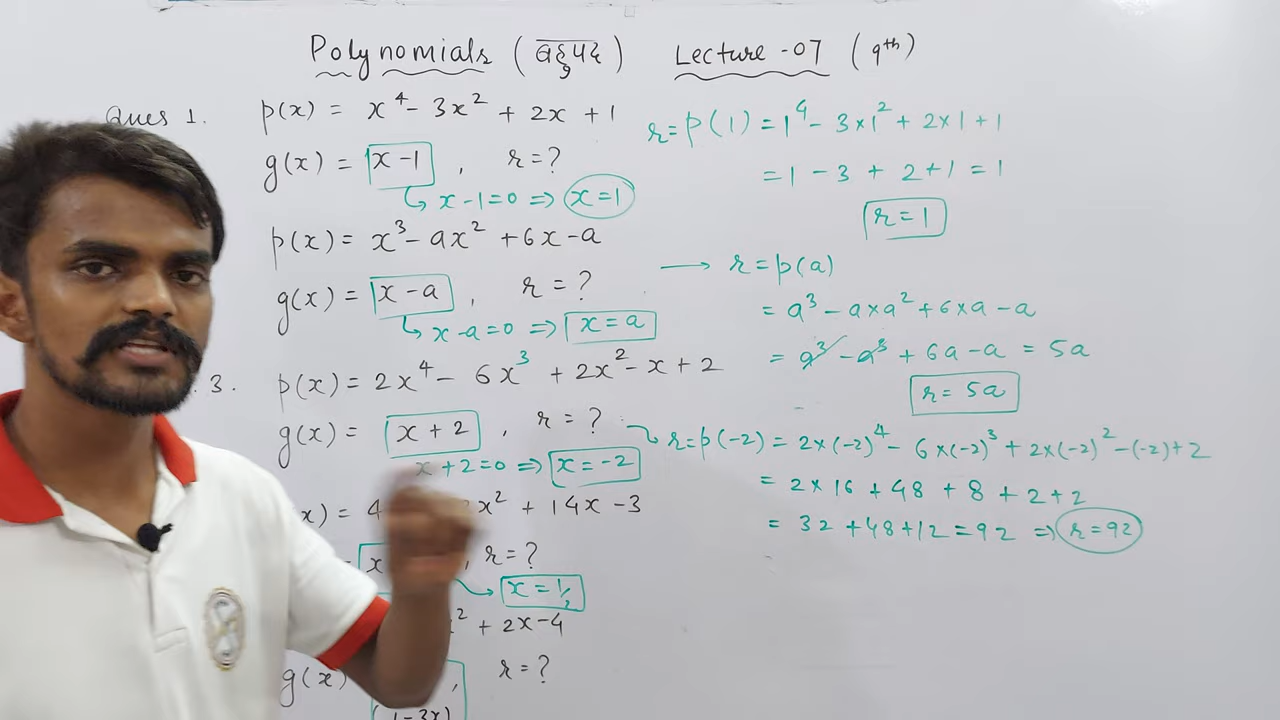 Polynomials (बहुपद) Lecture -07 (9th)
Ques 1. p(x) = x⁴ - 3x² + 2x + 1
g(x) = x - 1 , r = ?
x - 1 = 0 ⇒ x = 1
p(x) = x³ - ax² + 6x - a
g(x) = x - a , r = ?
x - a = 0 ⇒ x = a
3. p(x) = 2x⁴ - 6x³ + 2x² - x + 2
g(x) = x + 2 , r = ?
x + 2 = 0 ⇒ x = -2
x) = 4 x² + 14x - 3
x , r = ?
x = 1/2
² + 2x - 4
g(x) , r = ?
(1 - 3x)
r = p(1) = 1⁴ - 3×1² + 2×1 + 1
= 1 - 3 + 2 + 1 = 1
r = 1
→ r = p(a)
= a³ - a×a² + 6×a - a
= a³ - a³ + 6a - a = 5a
r = 5a
r = p(-2) = 2×(-2)⁴ - 6×(-2)³ + 2×(-2)² - (-2) + 2
= 2×16 + 48 + 8 + 2 + 2
= 32 + 48 + 12 = 92 ⇒ r = 92